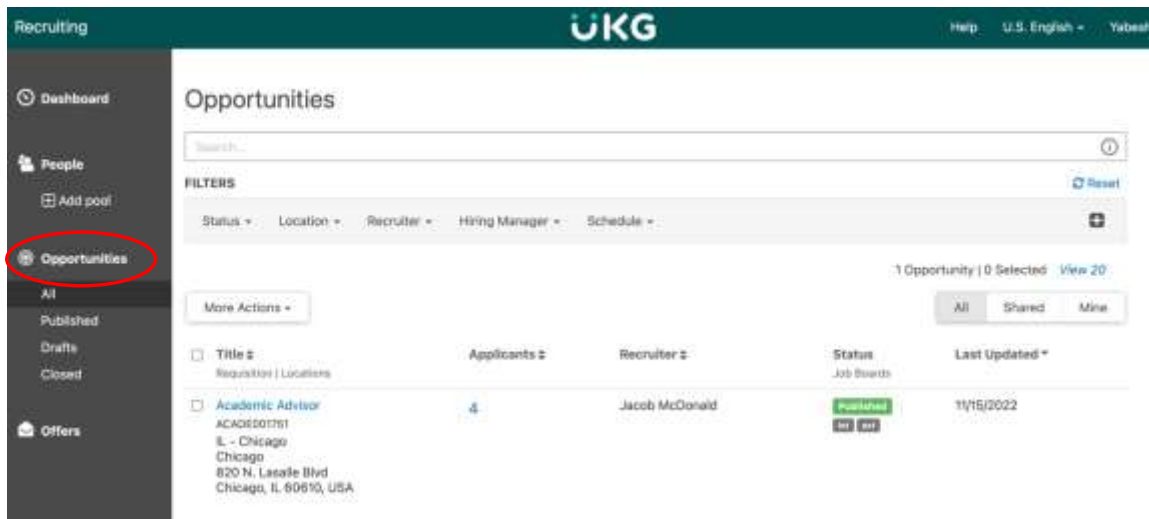 Recruiting
UKG
Help U.S. English Yabesh
Dashboard
People
Add pool
Opportunities
All
Published
Drafts
Closed
Offers
Opportunities
Search...
FILTERS
Reset
Status Location Recruiter Hiring Manager Schedule
1 Opportunity | 0 Selected View 20
More Actions
All Shared Mine
Title Applicants Recruiter Status Last Updated
Requisition | Locations Job Boards
Academic Advisor 4 Jacob McDonald Published 11/15/2022
int ext
IL - Chicago
Chicago
820 N. Lasalle Blvd
Chicago, IL 60610, USA